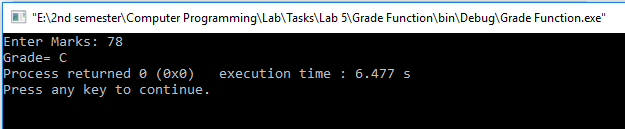 "E:\2nd semester\Computer Programming\Lab\Tasks\Lab 5\Grade Function\bin\Debug\Grade Function.exe"
Enter Marks: 78
Grade= C
Process returned 0 (0x0)   execution time : 6.477 s
Press any key to continue.